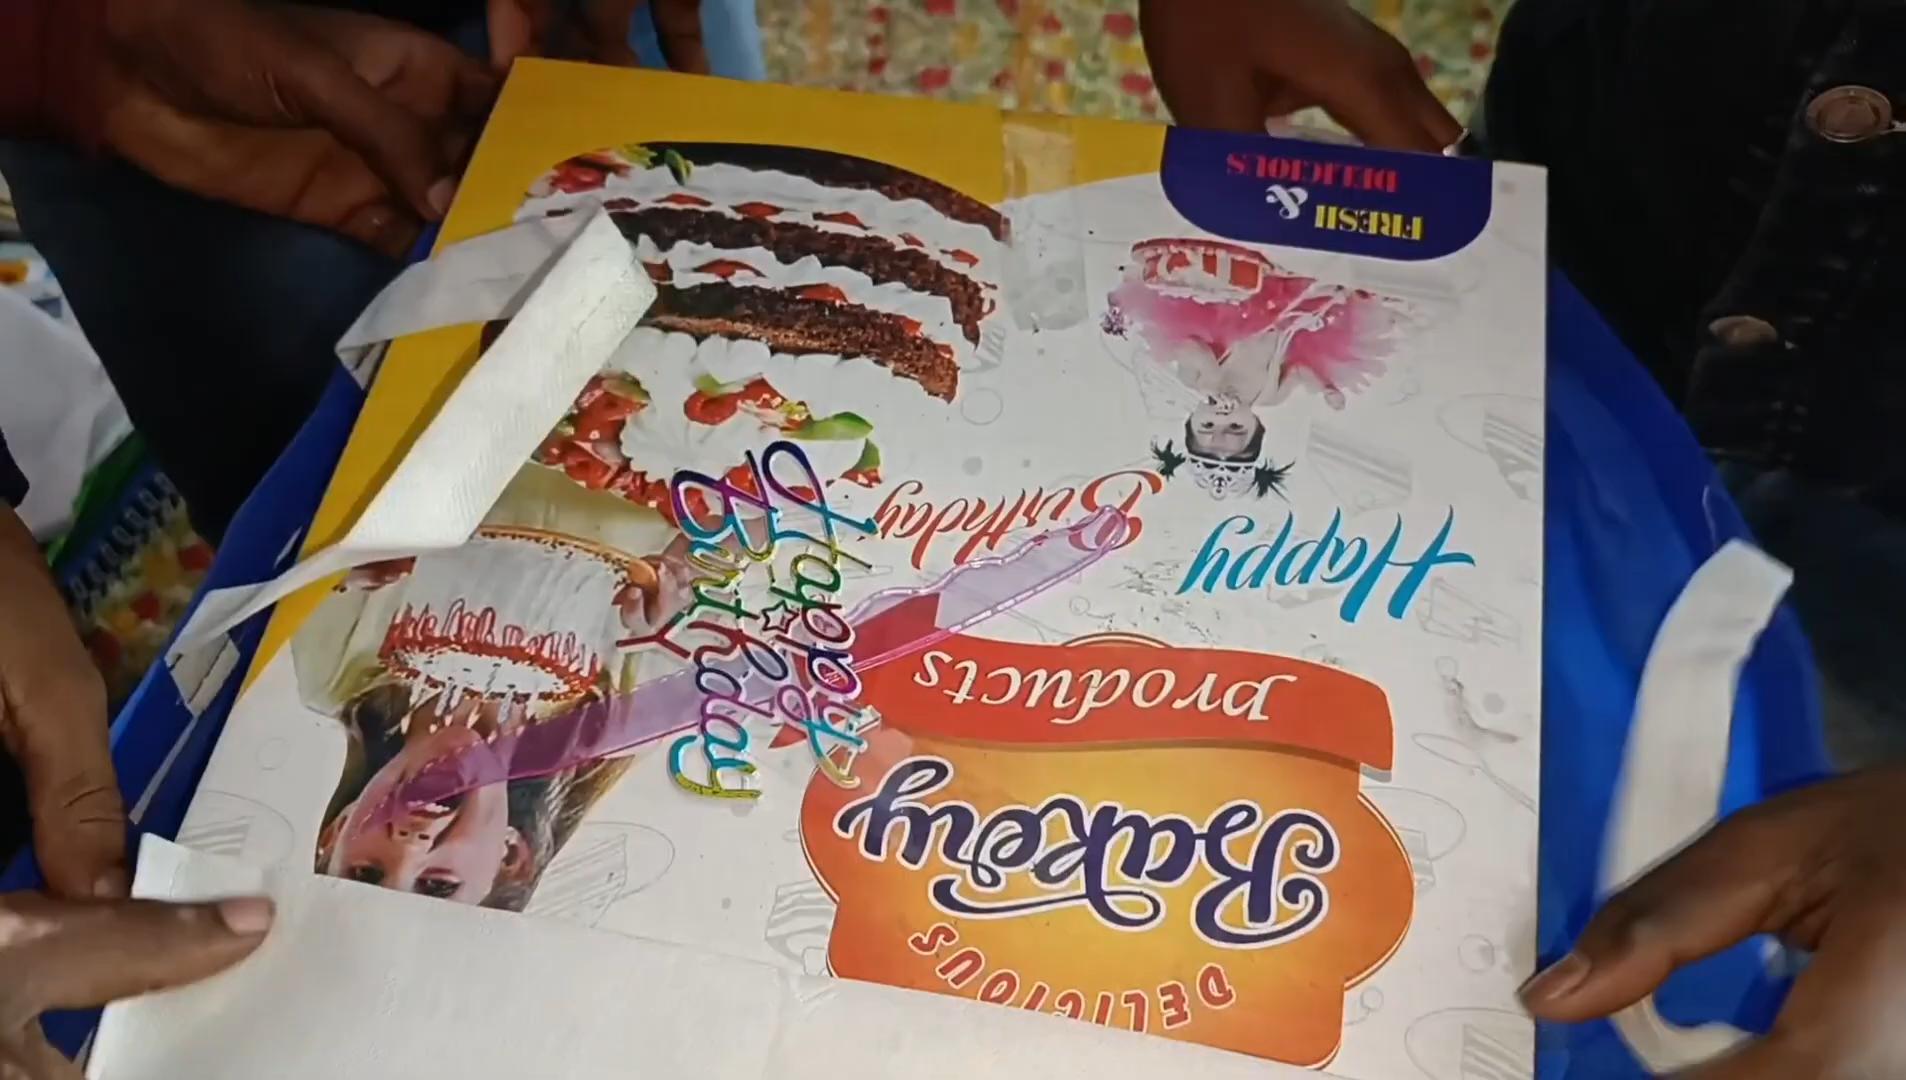 DELICIOUS
Bakery
products
Happy
Birthday
FRESH
&
DELICIOUS
Happy
Birthday